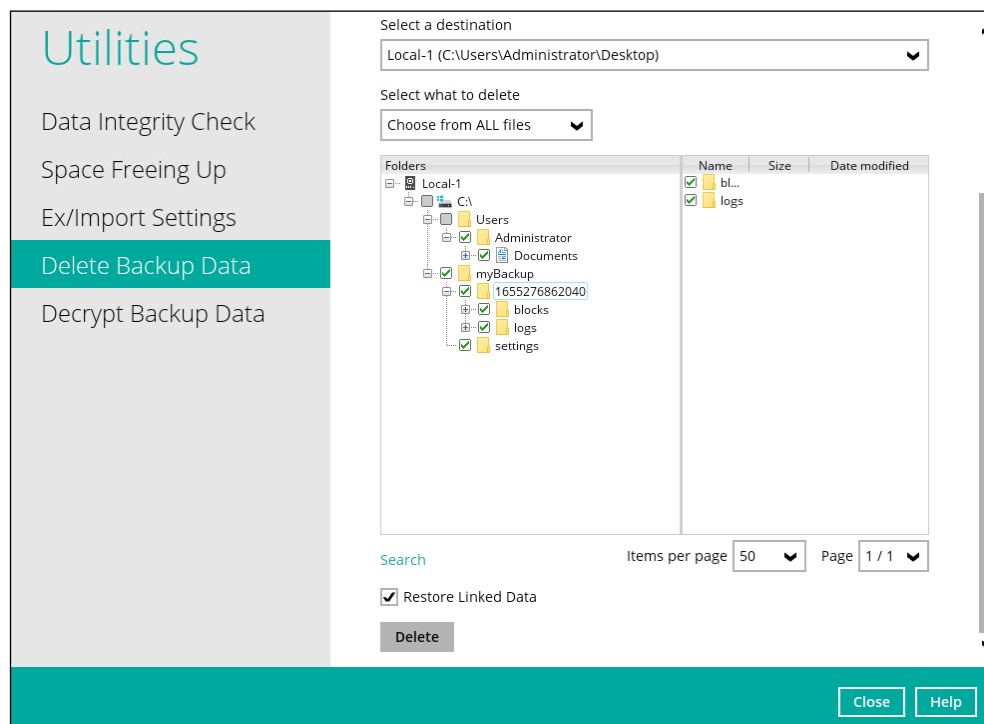 Utilities
Data Integrity Check
Space Freeing Up
Ex/Import Settings
Delete Backup Data
Decrypt Backup Data
Select a destination
Local-1 (C:\Users\Administrator\Desktop)
Select what to delete
Choose from ALL files
Folders
Local-1
C:\
Users
Administrator
Documents
myBackup
1655276862040
blocks
logs
settings
Name Size Date modified
bl...
logs
Search
Items per page 50 Page 1 / 1
Restore Linked Data
Delete
Close Help